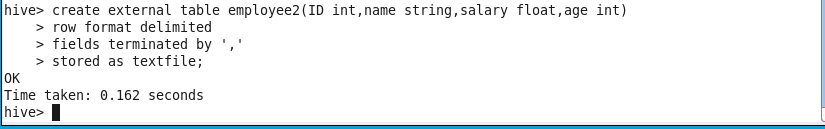 hive> create external table employee2(ID int,name string,salary float,age int)
    > row format delimited
    > fields terminated by ','
    > stored as textfile;
OK
Time taken: 0.162 seconds
hive>